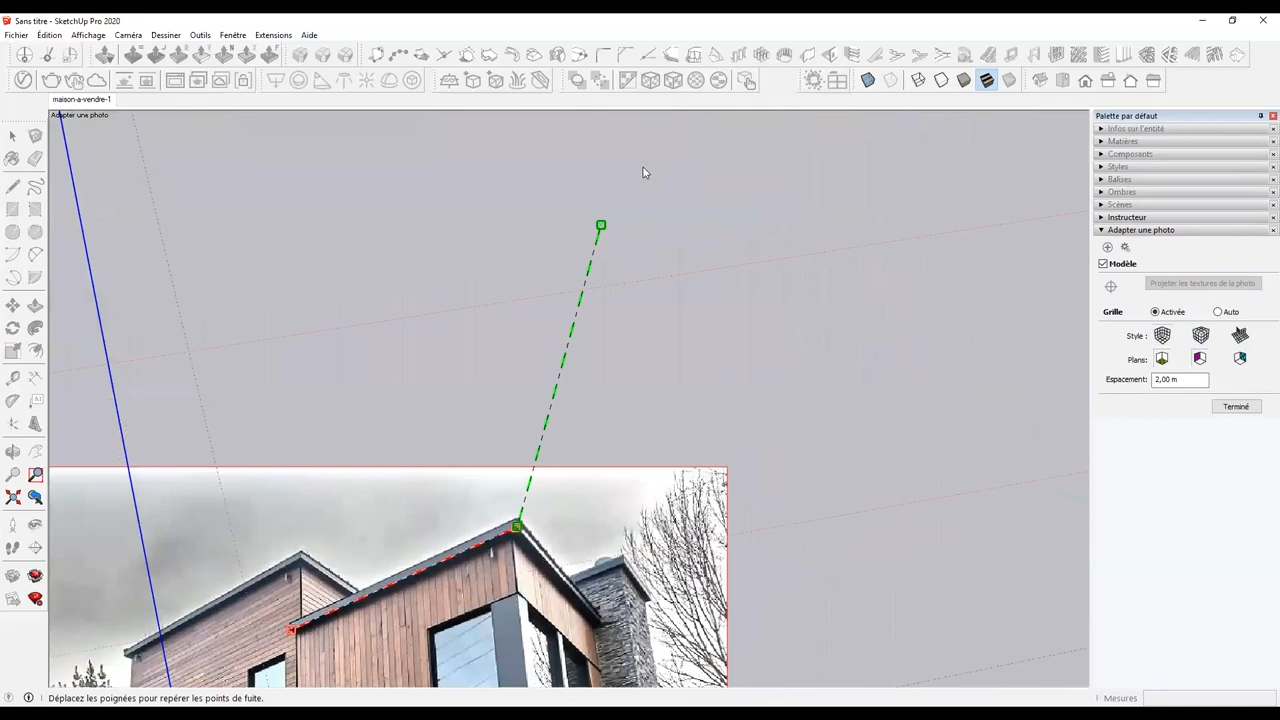 Sans titre - SketchUp Pro 2020
Fichier Édition Affichage Caméra Dessiner Outils Fenêtre Extensions Aide
maison-a-vendre-1
Adapter une photo
Palette par défaut
Infos sur l'entité
Matières
Composants
Styles
Balises
Ombres
Scènes
Instructeur
Adapter une photo
Modèle
Projeter les textures de la photo.
Grille Activée Auto
Style :
Plans:
Espacement: 2,00 m
Terminé
Déplacez les poignées pour repérer les points de fuite.
Mesures